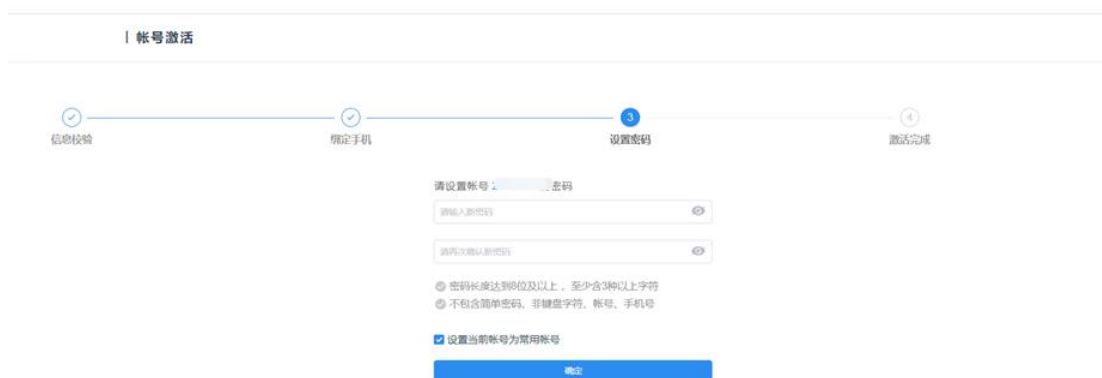 帐号激活
3
4
信息校验
绑定手机
设置密码
激活完成
请设置帐号 密码
请输入新密码
请再次确认新密码
密码长度达到8位及以上，至少含3种以上字符
不包含简单密码、非键盘字符、帐号、手机号
设置当前帐号为常用帐号
确定